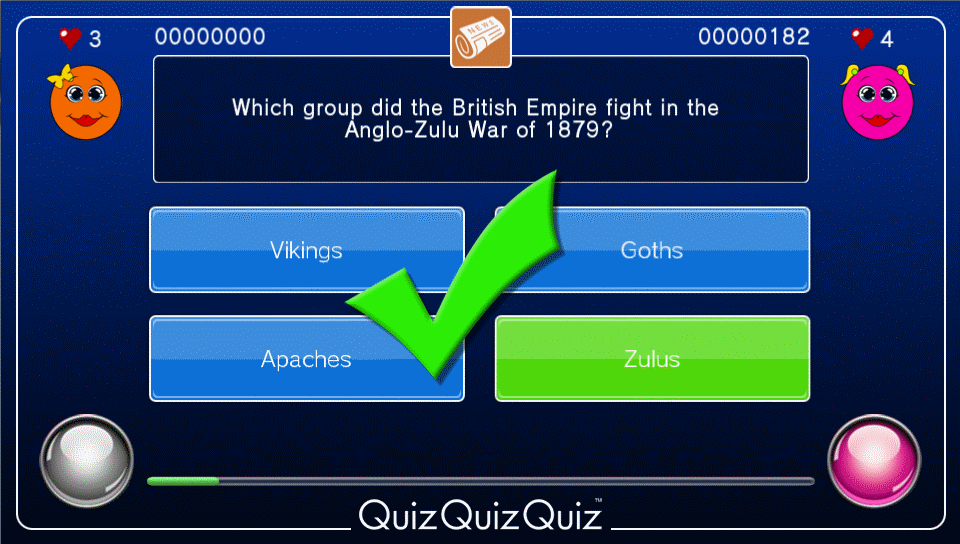 3
00000000
NEWS
00000182
4
Which group did the British Empire fight in the
Anglo-Zulu War of 1879?
Vikings
Goths
Apaches
Zulus
QuizQuizQuiz™